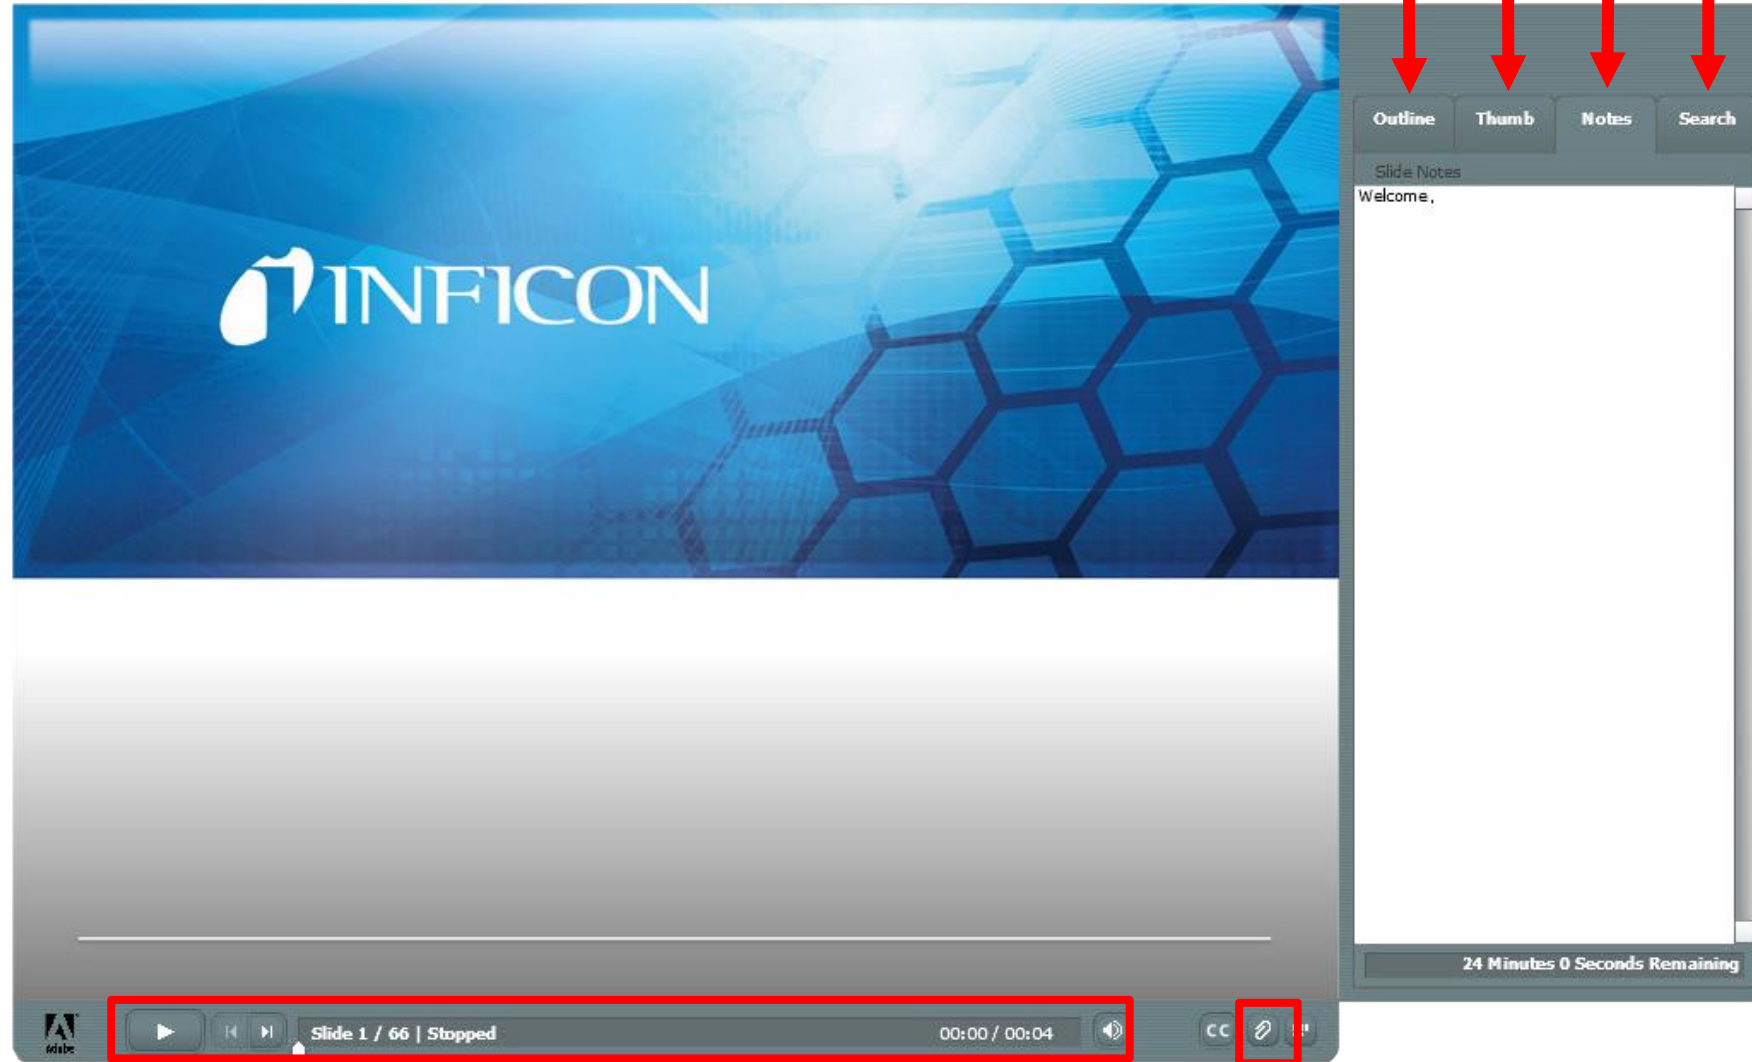 Outline Thumb Notes Search
Slide Notes
Welcome,
INFICON
24 Minutes 0 Seconds Remaining
Adobe
Slide 1 / 66 | Stopped 00:00 / 00:04
CC